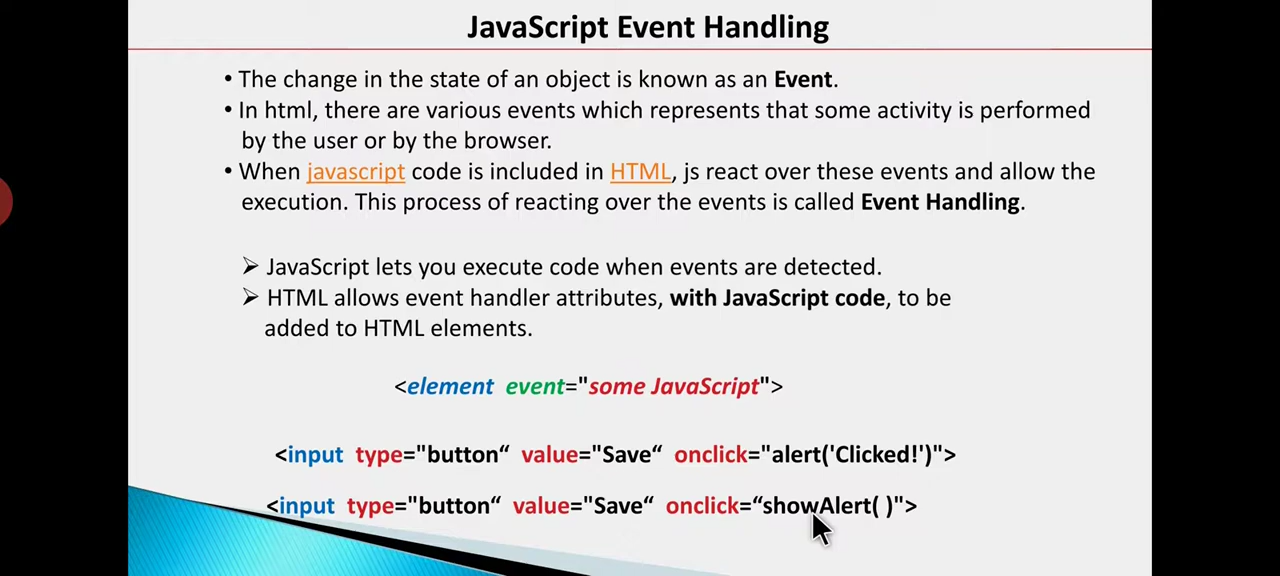 JavaScript Event Handling
• The change in the state of an object is known as an Event.
• In html, there are various events which represents that some activity is performed
by the user or by the browser.
• When javascript code is included in HTML, js react over these events and allow the
execution. This process of reacting over the events is called Event Handling.
➢ JavaScript lets you execute code when events are detected.
➢ HTML allows event handler attributes, with JavaScript code, to be
added to HTML elements.
<element event="some JavaScript">
<input type="button“ value="Save“ onclick="alert('Clicked!')">
<input type="button“ value="Save“ onclick=“showAlert( )">